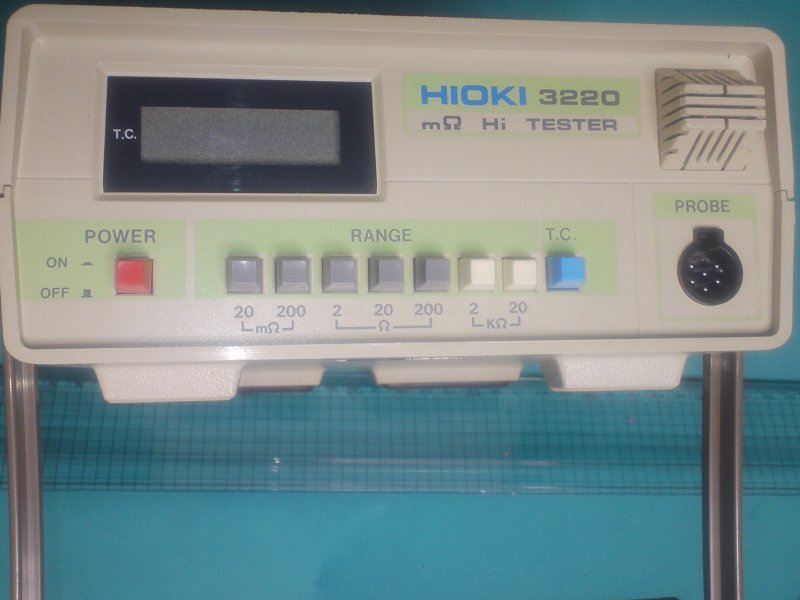 HIOKI 3220
mΩ Hi TESTER
T.C.
PROBE
POWER
RANGE
T.C.
ON
OFF
20 200 2 20 200 2 20
mΩ Ω KΩ